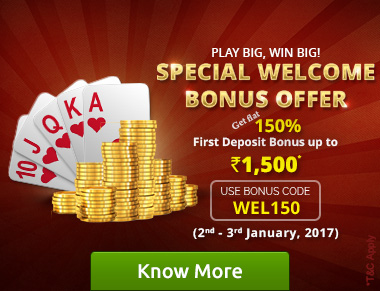 PLAY BIG, WIN BIG!
SPECIAL WELCOME
BONUS OFFER
Get flat 150%
First Deposit Bonus up to
₹1,500*
USE BONUS CODE
WEL150
(2nd - 3rd January, 2017)
10 J Q K A
Know More
*T&C Apply